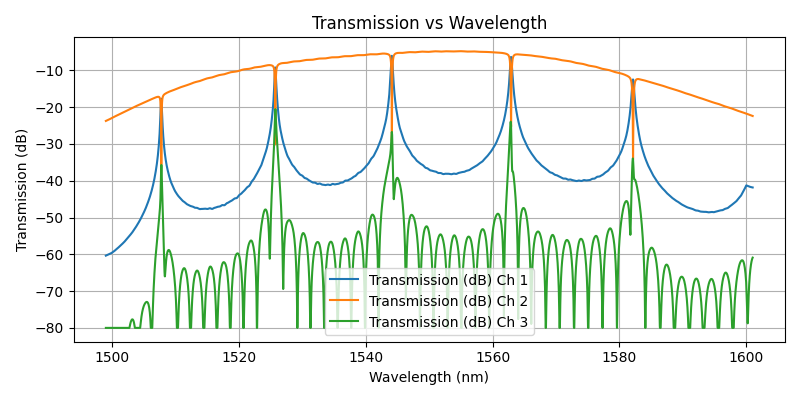 Transmission vs Wavelength
Transmission (dB)
−10
−20
−30
−40
−50
−60
−70
−80
Transmission (dB) Ch 1
Transmission (dB) Ch 2
Transmission (dB) Ch 3
1500
1520
1540
1560
1580
1600
Wavelength (nm)